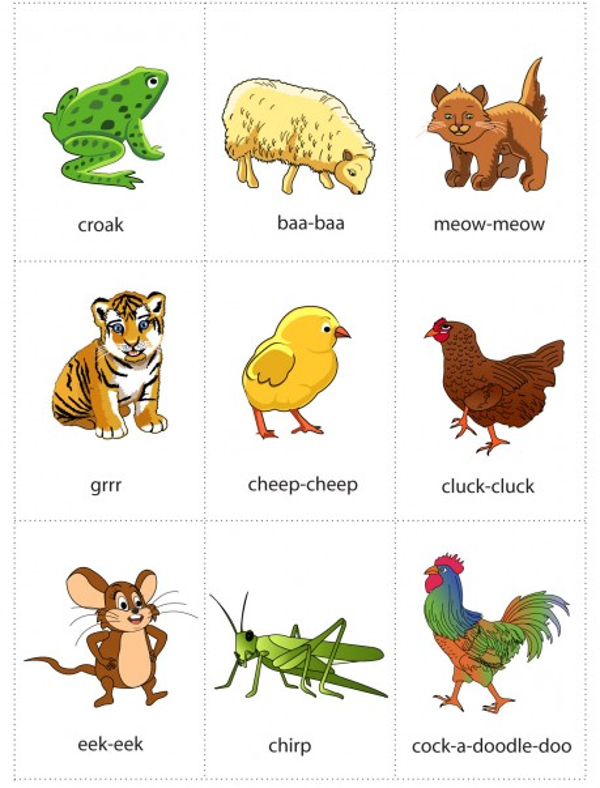 croak
baa-baa
meow-meow
grrr
cheep-cheep
cluck-cluck
eek-eek
chirp
cock-a-doodle-doo